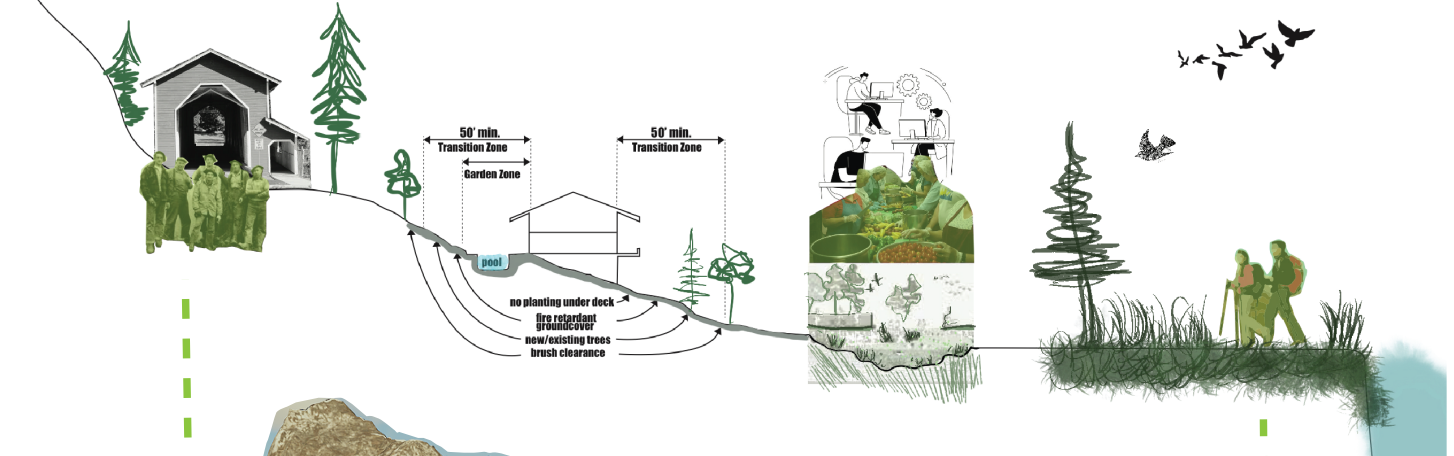 50' min.
Transition Zone
Garden Zone
50' min.
Transition Zone
pool
no planting under deck
fire retardant
groundcover
new/existing trees
brush clearance